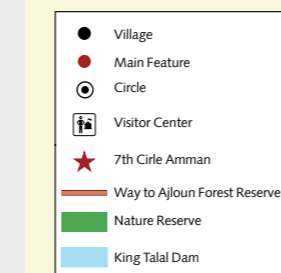 Village
Main Feature
Circle
Visitor Center
7th Cirle Amman
Way to Ajloun Forest Reserve
Nature Reserve
King Talal Dam